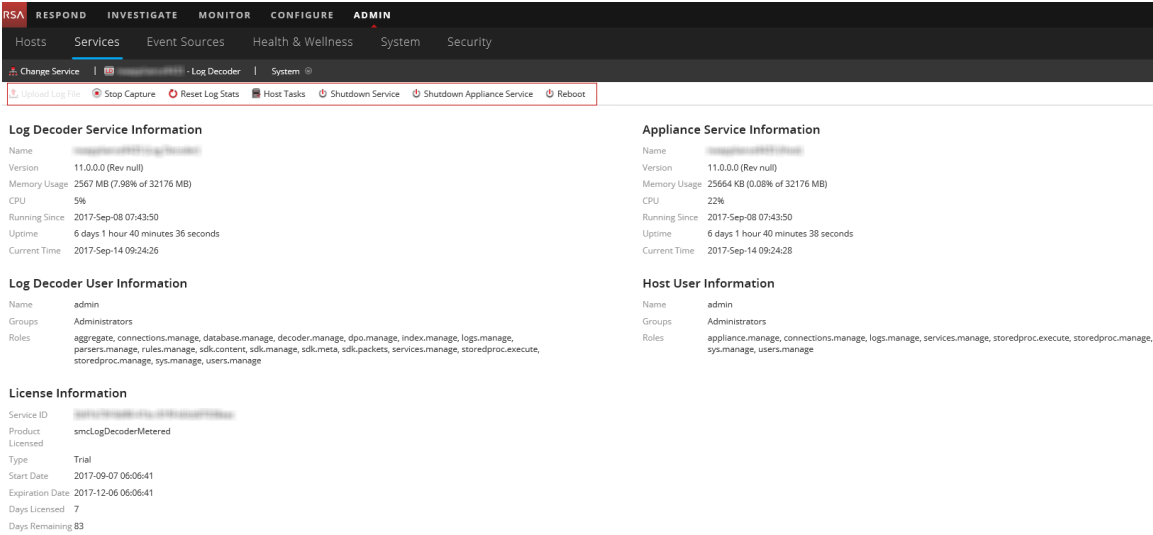 RSA RESPOND INVESTIGATE MONITOR CONFIGURE ADMIN
Hosts Services Event Sources Health & Wellness System Security
Change Service | - Log Decoder | System
Upload Log File Stop Capture Reset Log Stats Host Tasks Shutdown Service Shutdown Appliance Service Reboot
Log Decoder Service Information
Name
Version 11.0.0.0 (Rev null)
Memory Usage 2567 MB (7.98% of 32176 MB)
CPU 5%
Running Since 2017-Sep-08 07:43:50
Uptime 6 days 1 hour 40 minutes 36 seconds
Current Time 2017-Sep-14 09:24:26
Appliance Service Information
Name
Version 11.0.0.0 (Rev null)
Memory Usage 25664 KB (0.08% of 32176 MB)
CPU 22%
Running Since 2017-Sep-08 07:43:50
Uptime 6 days 1 hour 40 minutes 38 seconds
Current Time 2017-Sep-14 09:24:28
Log Decoder User Information
Name admin
Groups Administrators
Roles aggregate, connections.manage, database.manage, decoder.manage, dpo.manage, index.manage, logs.manage,
parsers.manage, rules.manage, sdk.content, sdk.manage, sdk.meta, sdk.packets, services.manage, storedproc.execute,
storedproc.manage, sys.manage, users.manage
Host User Information
Name admin
Groups Administrators
Roles appliance.manage, connections.manage, logs.manage, services.manage, storedproc.execute, storedproc.manage,
sys.manage, users.manage
License Information
Service ID
Product smcLogDecoderMetered
Licensed
Type Trial
Start Date 2017-09-07 06:06:41
Expiration Date 2017-12-06 06:06:41
Days Licensed 7
Days Remaining 83